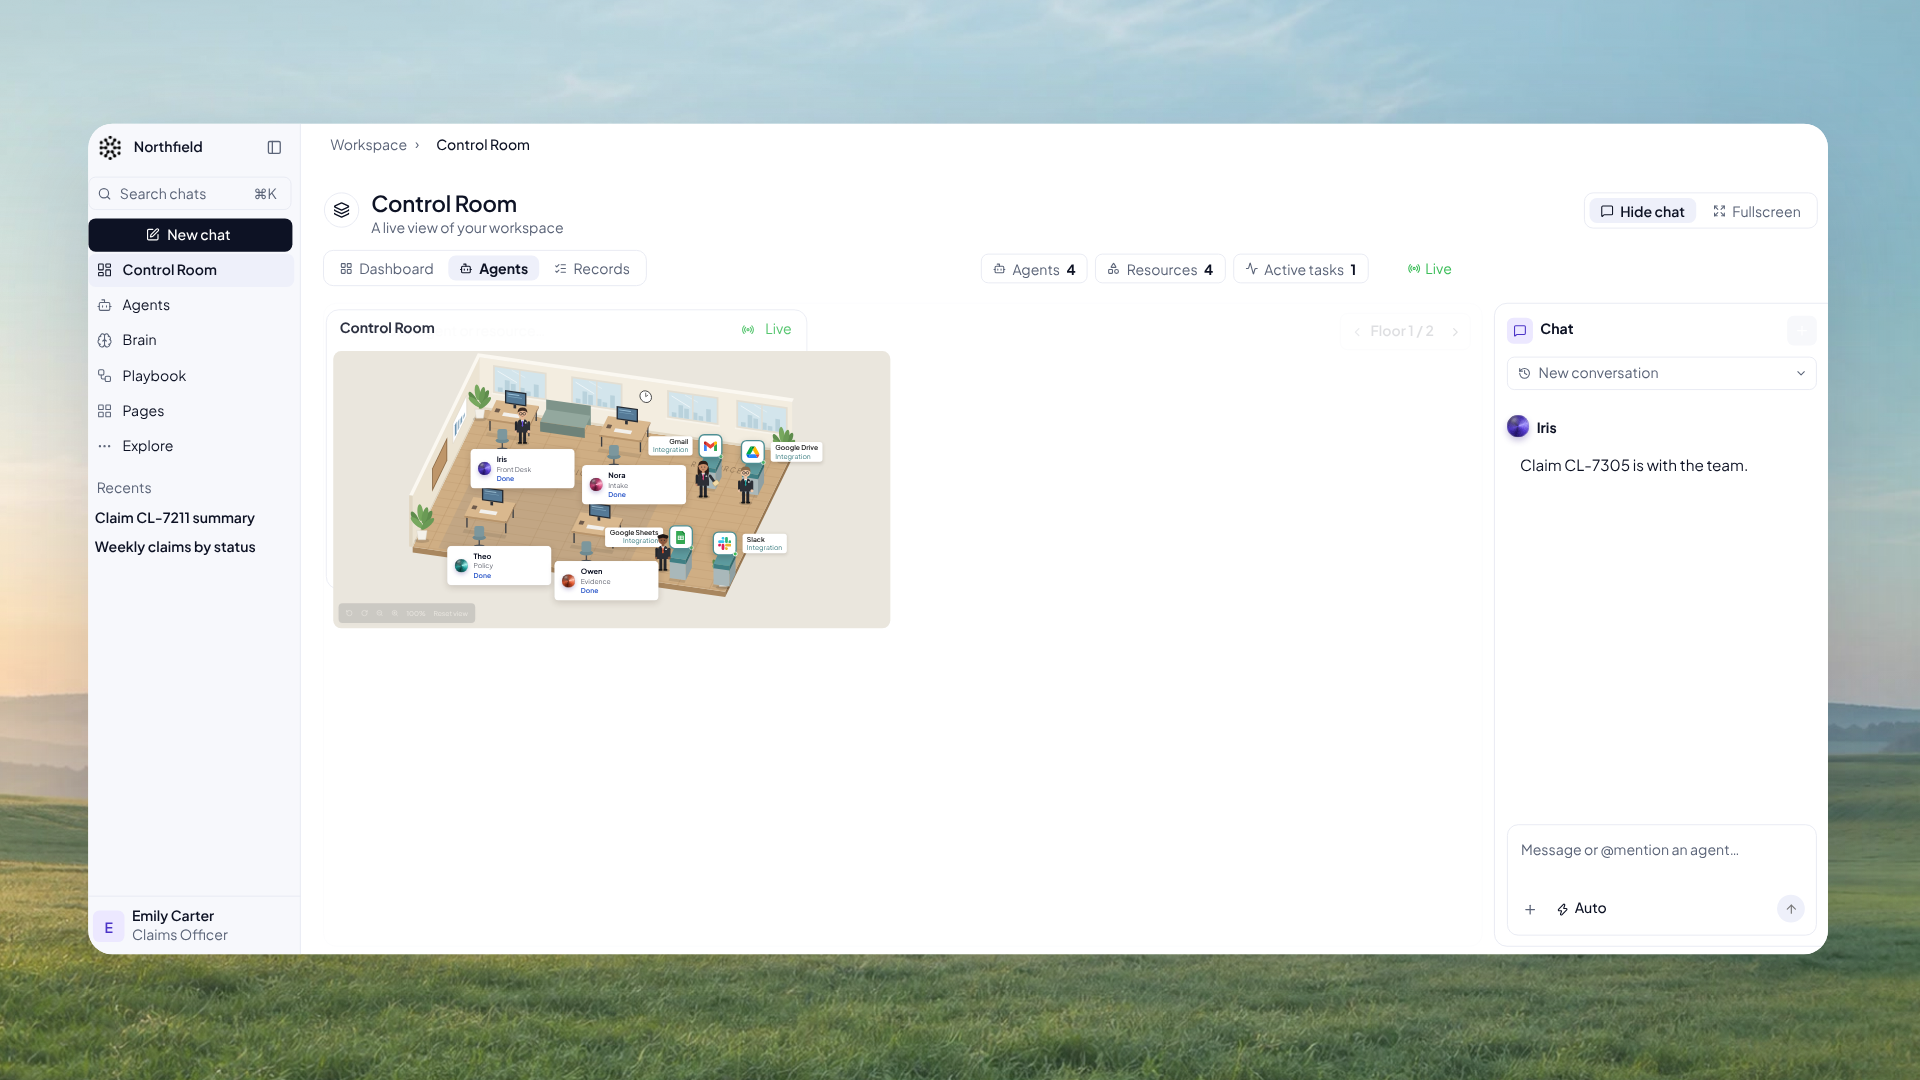 Northfield
Search chats ⌘K
New chat
Control Room
Agents
Brain
Playbook
Pages
Explore
Recents
Claim CL-7211 summary
Weekly claims by status
E
Emily Carter
Claims Officer
Workspace › Control Room
Control Room
A live view of your workspace
Hide chat
Fullscreen
Dashboard
Agents
Records
Agents 4
Resources 4
Active tasks 1
Live
Control Room
Live
Floor 1 / 2
Iris
Front Desk
Done
Nora
Intake
Done
Gmail
Integration
Google Drive
Integration
Google Sheets
Integration
Slack
Integration
Theo
Policy
Done
Owen
Evidence
Done
100%
Reset view
Chat
New conversation
Iris
Claim CL-7305 is with the team.
Message or @mention an agent...
Auto